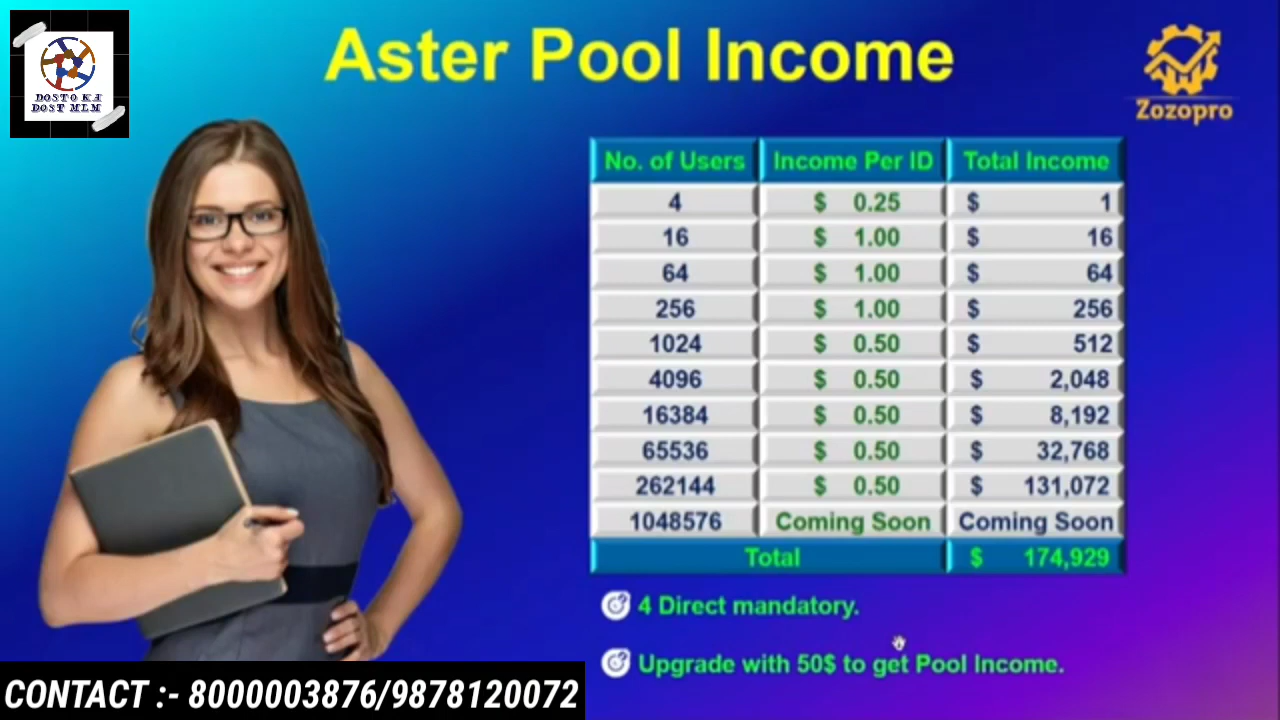 DOSTO KA
DOST MLM
Aster Pool Income
Zozopro
No. of Users Income Per ID Total Income
4 $ 0.25 $ 1
16 $ 1.00 $ 16
64 $ 1.00 $ 64
256 $ 1.00 $ 256
1024 $ 0.50 $ 512
4096 $ 0.50 $ 2,048
16384 $ 0.50 $ 8,192
65536 $ 0.50 $ 32,768
262144 $ 0.50 $ 131,072
1048576 Coming Soon Coming Soon
Total $ 174,929
4 Direct mandatory.
Upgrade with 50$ to get Pool Income.
CONTACT :- 8000003876/9878120072